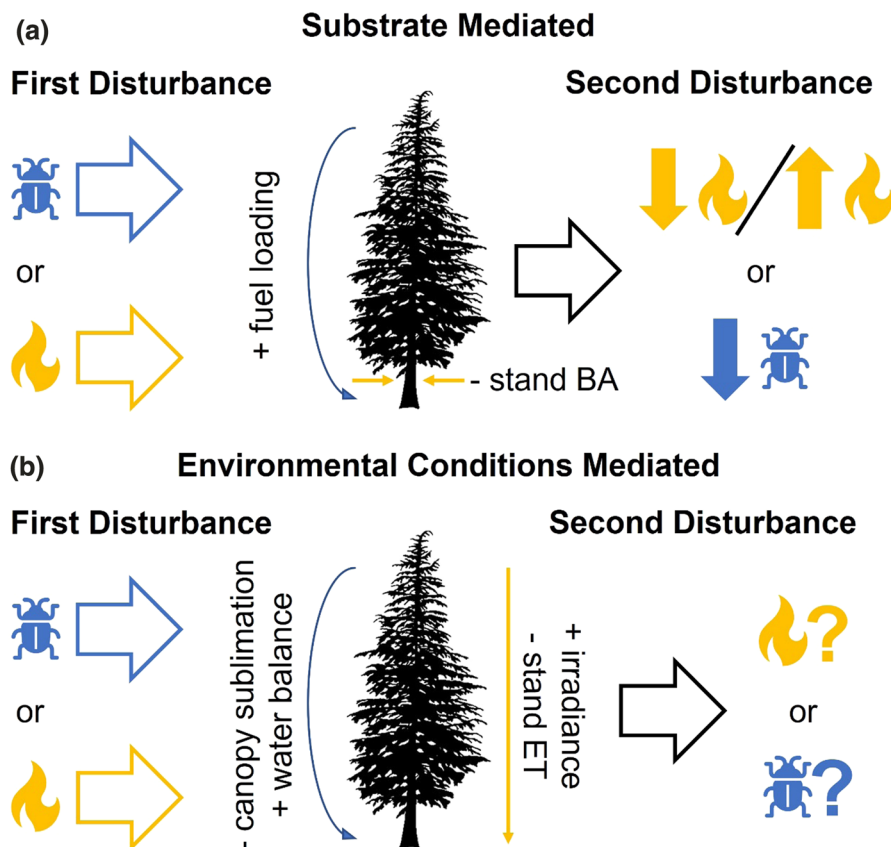 (a)
Substrate Mediated
First Disturbance
Second Disturbance
+ fuel loading
or
or
- stand BA
(b)
Environmental Conditions Mediated
First Disturbance
Second Disturbance
- canopy sublimation
+ water balance
+ irradiance
- stand ET
?
or
or
?